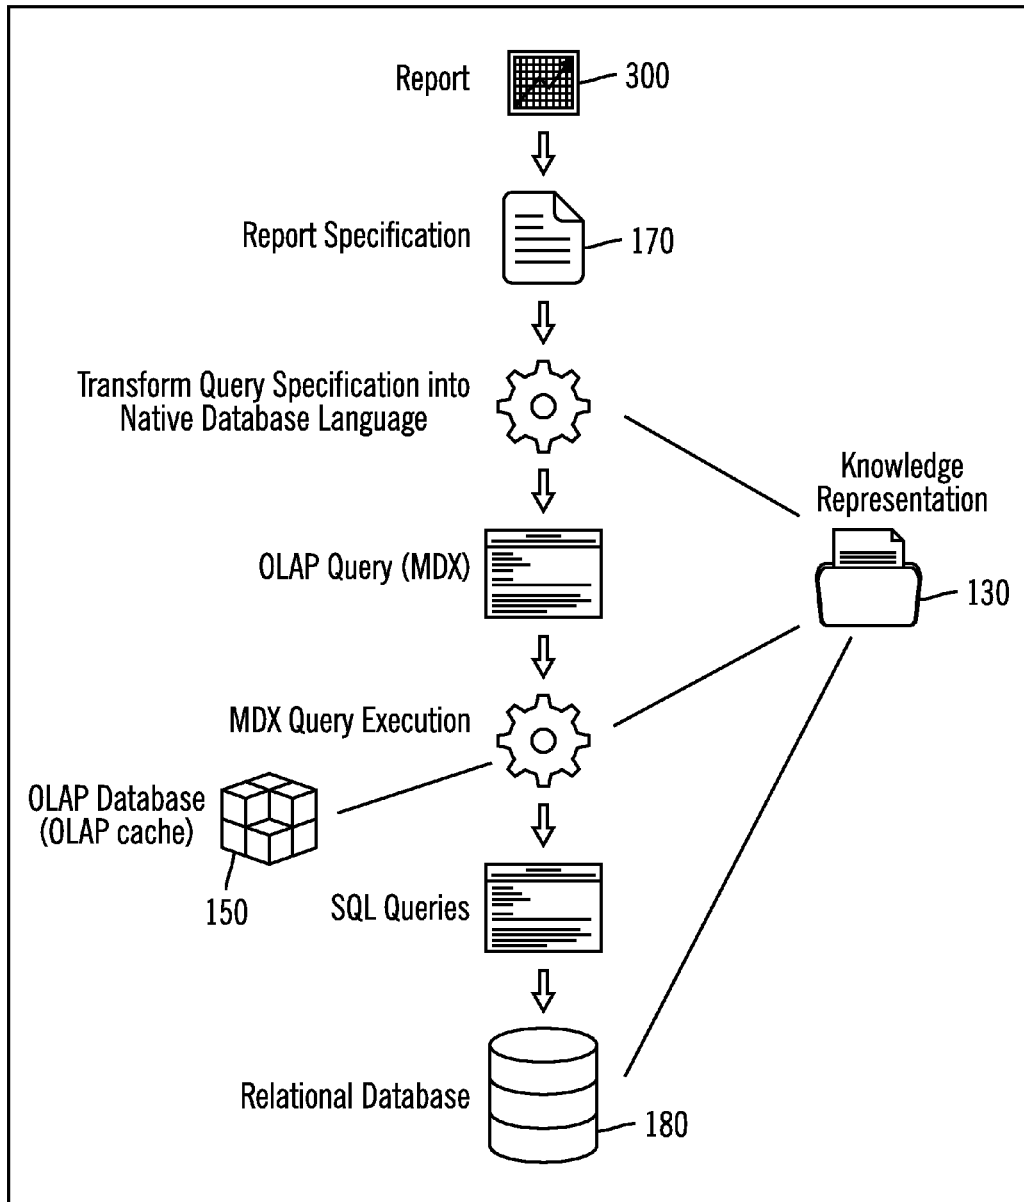 Report
300
Report Specification
170
Transform Query Specification into
Native Database Language
Knowledge
Representation
130
OLAP Query (MDX)
MDX Query Execution
OLAP Database
(OLAP cache)
150
SQL Queries
Relational Database
180